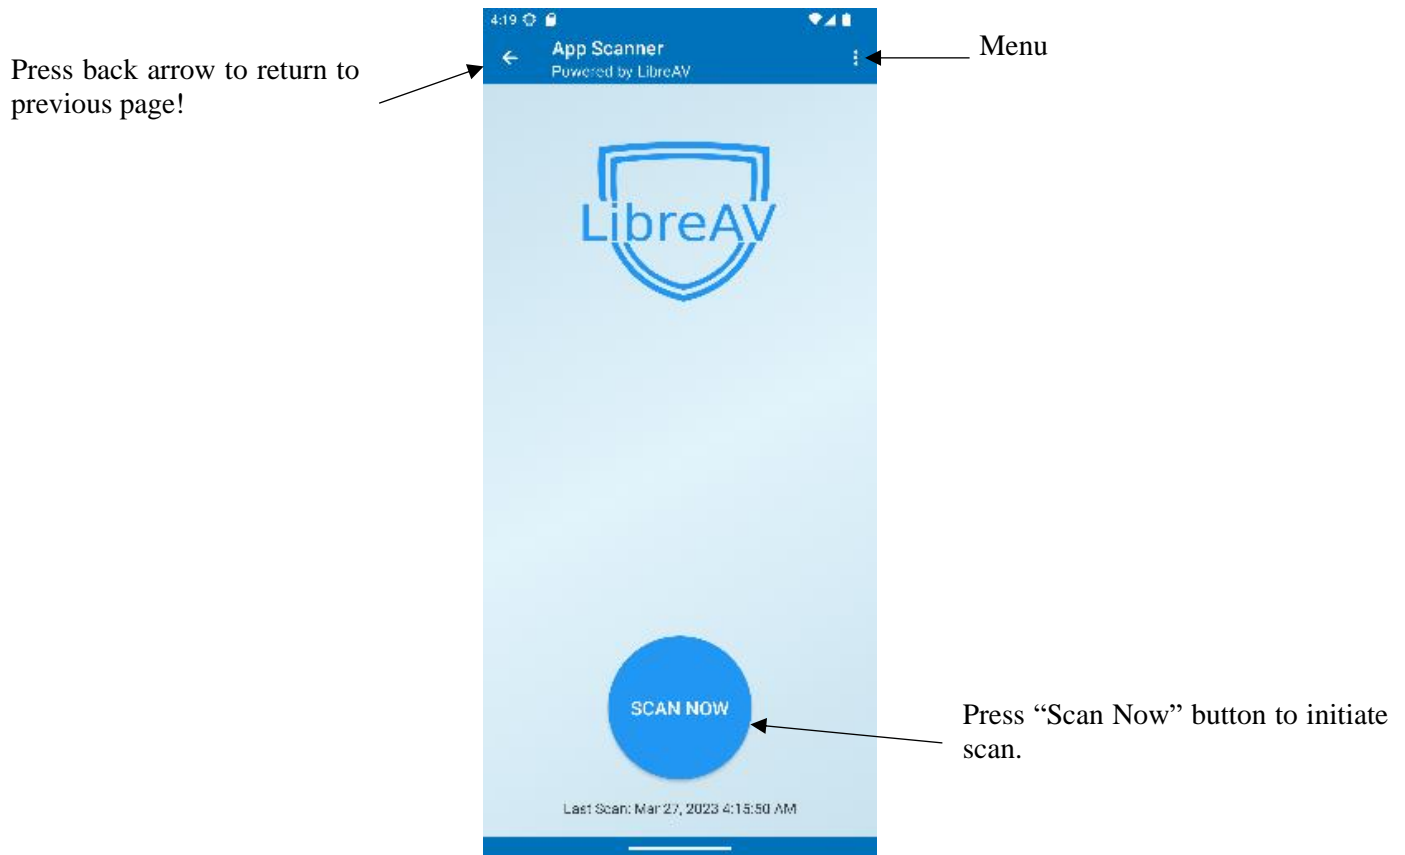 4:19
App Scanner
Powered by LibreAV
Menu
Press back arrow to return to
previous page!
LibreAV
SCAN NOW
Press “Scan Now” button to initiate
scan.
Last Scan: Mar 27, 2023 4:15:50 AM